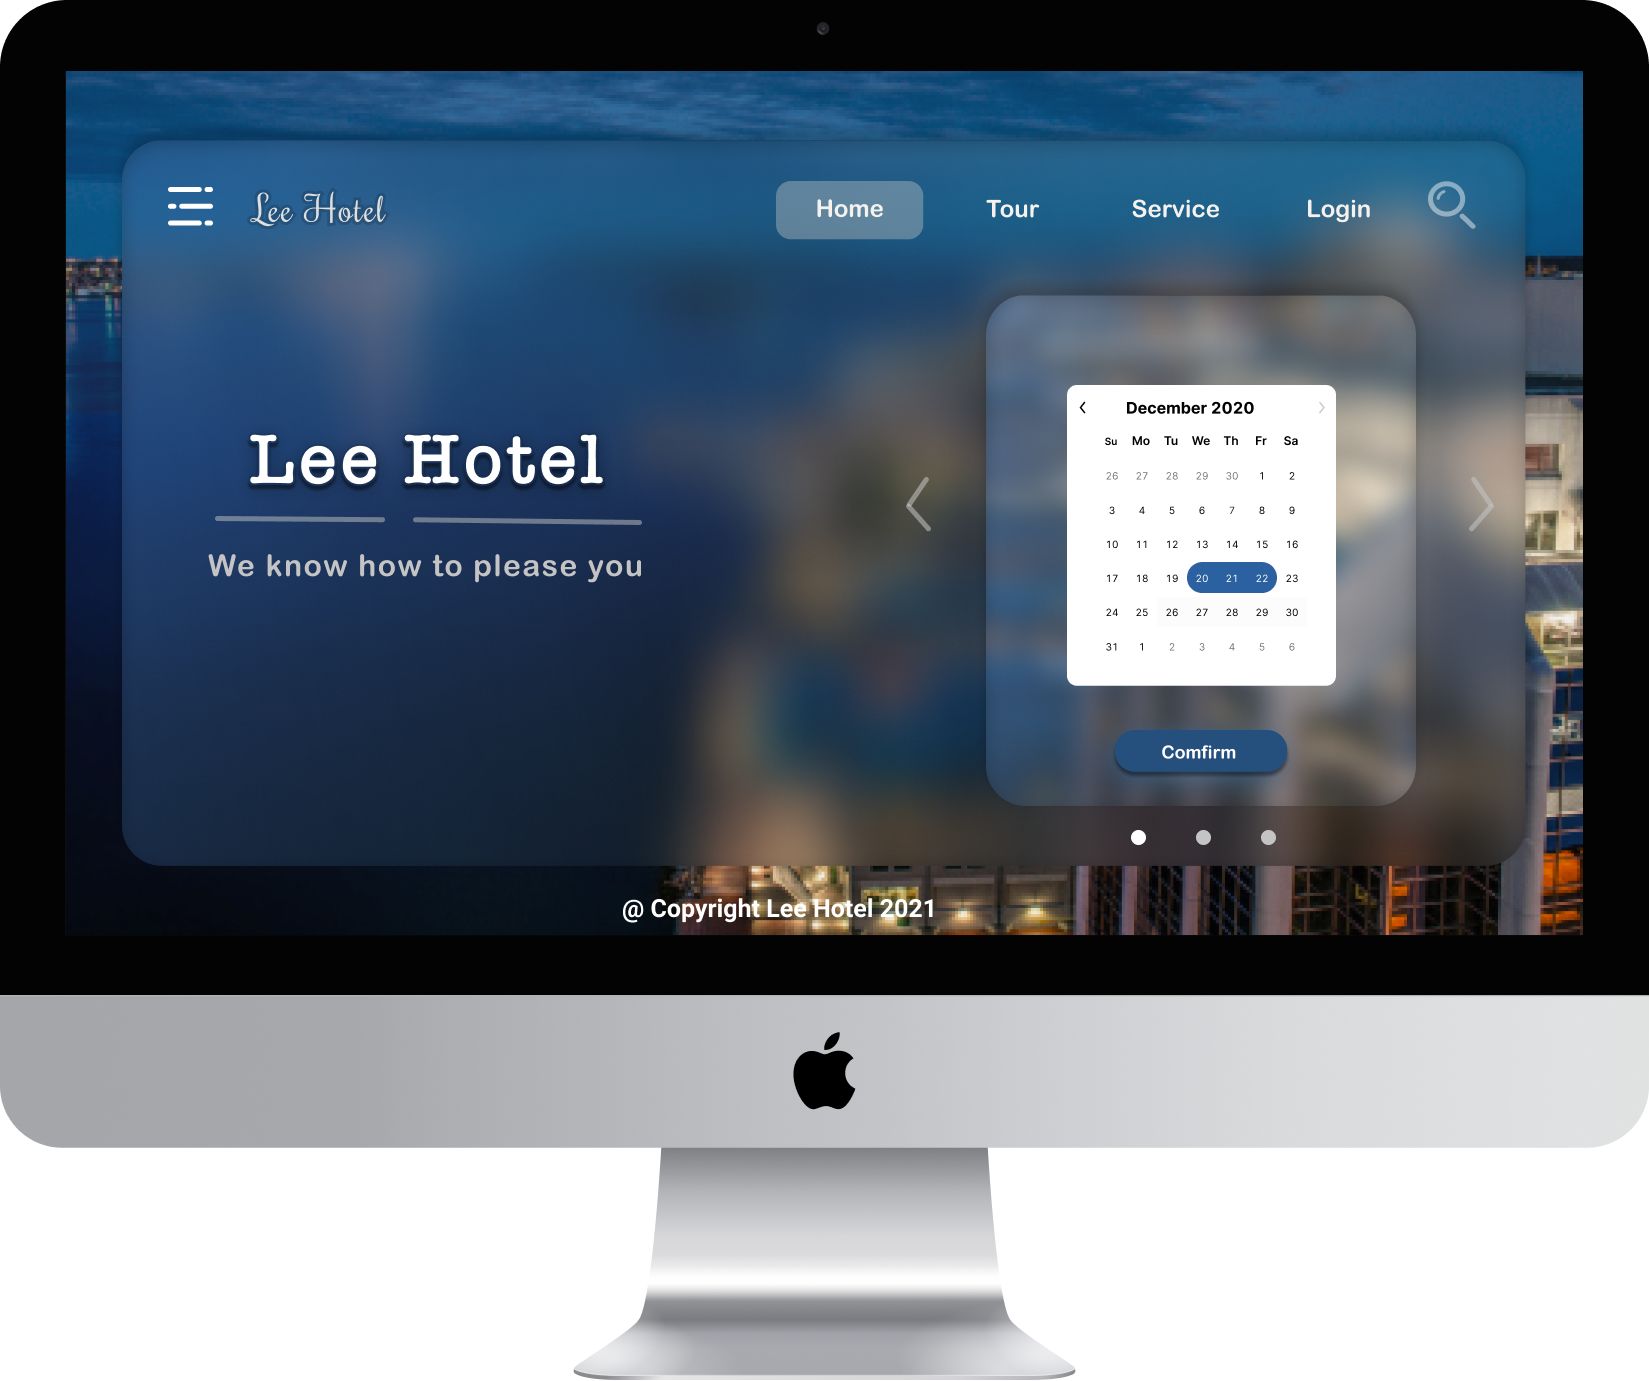 Lee Hotel
Home Tour Service Login
Lee Hotel
We know how to please you
December 2020
Su Mo Tu We Th Fr Sa
26 27 28 29 30 1 2
3 4 5 6 7 8 9
10 11 12 13 14 15 16
17 18 19 20 21 22 23
24 25 26 27 28 29 30
31 1 2 3 4 5 6
Comfirm
@ Copyright Lee Hotel 2021